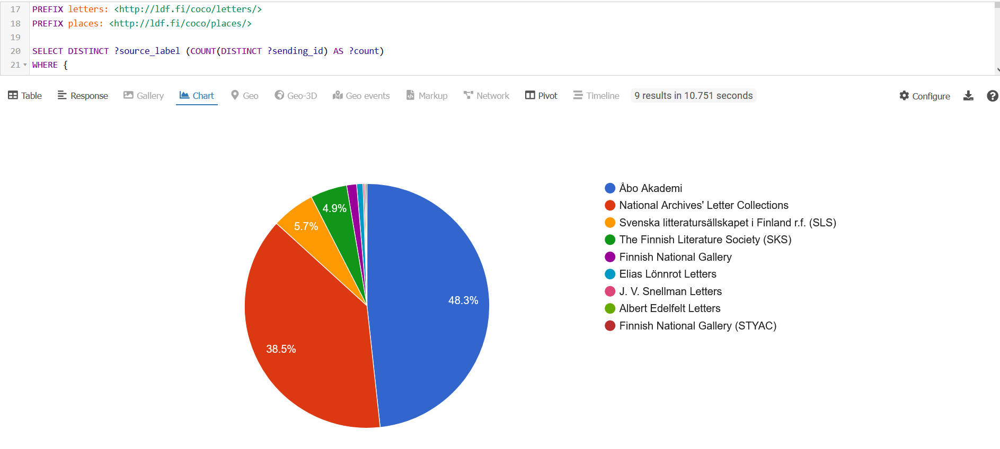 17 PREFIX letters: <http://ldf.fi/coco/letters/>
18 PREFIX places: <http://ldf.fi/coco/places/>
19
20 SELECT DISTINCT ?source_label (COUNT(DISTINCT ?sending_id) AS ?count)
21 WHERE {
Table Response Gallery Chart Geo Geo-3D Geo events Markup Network Pivot Timeline 9 results in 10.751 seconds Configure
Åbo Akademi
National Archives' Letter Collections
Svenska litteratursällskapet i Finland r.f. (SLS)
The Finnish Literature Society (SKS)
Finnish National Gallery
Elias Lönnrot Letters
J. V. Snellman Letters
Albert Edelfelt Letters
Finnish National Gallery (STYAC)
4.9%
5.7%
48.3%
38.5%